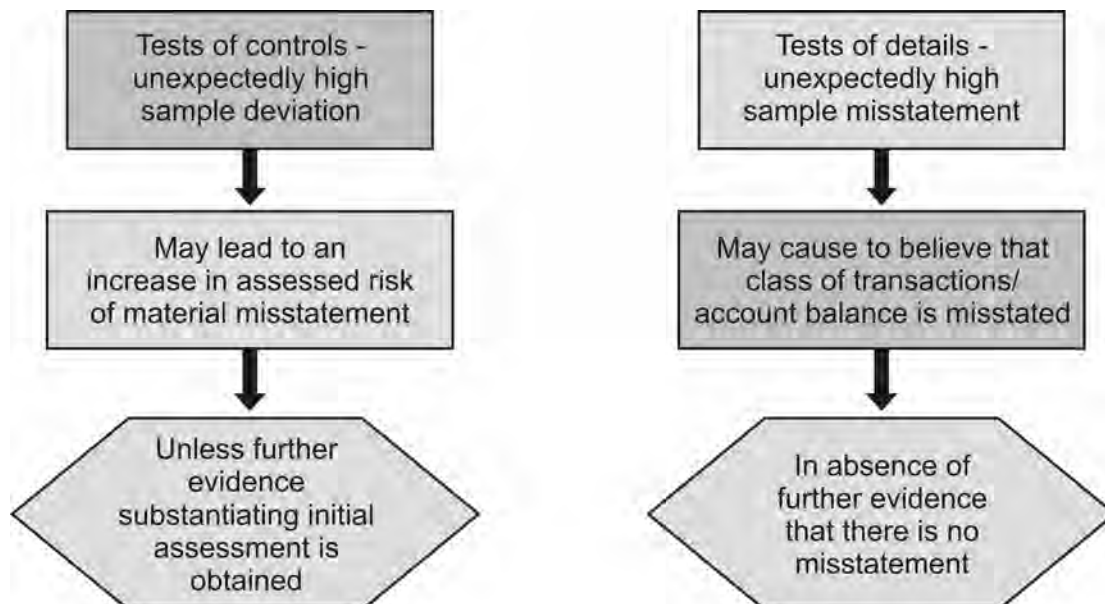 Tests of controls -
unexpectedly high
sample deviation
May lead to an
increase in assessed risk
of material misstatement
Unless further
evidence
substantiating initial
assessment is
obtained
Tests of details -
unexpectedly high
sample misstatement
May cause to believe that
class of transactions/
account balance is misstated
In absence of
further evidence
that there is no
misstatement